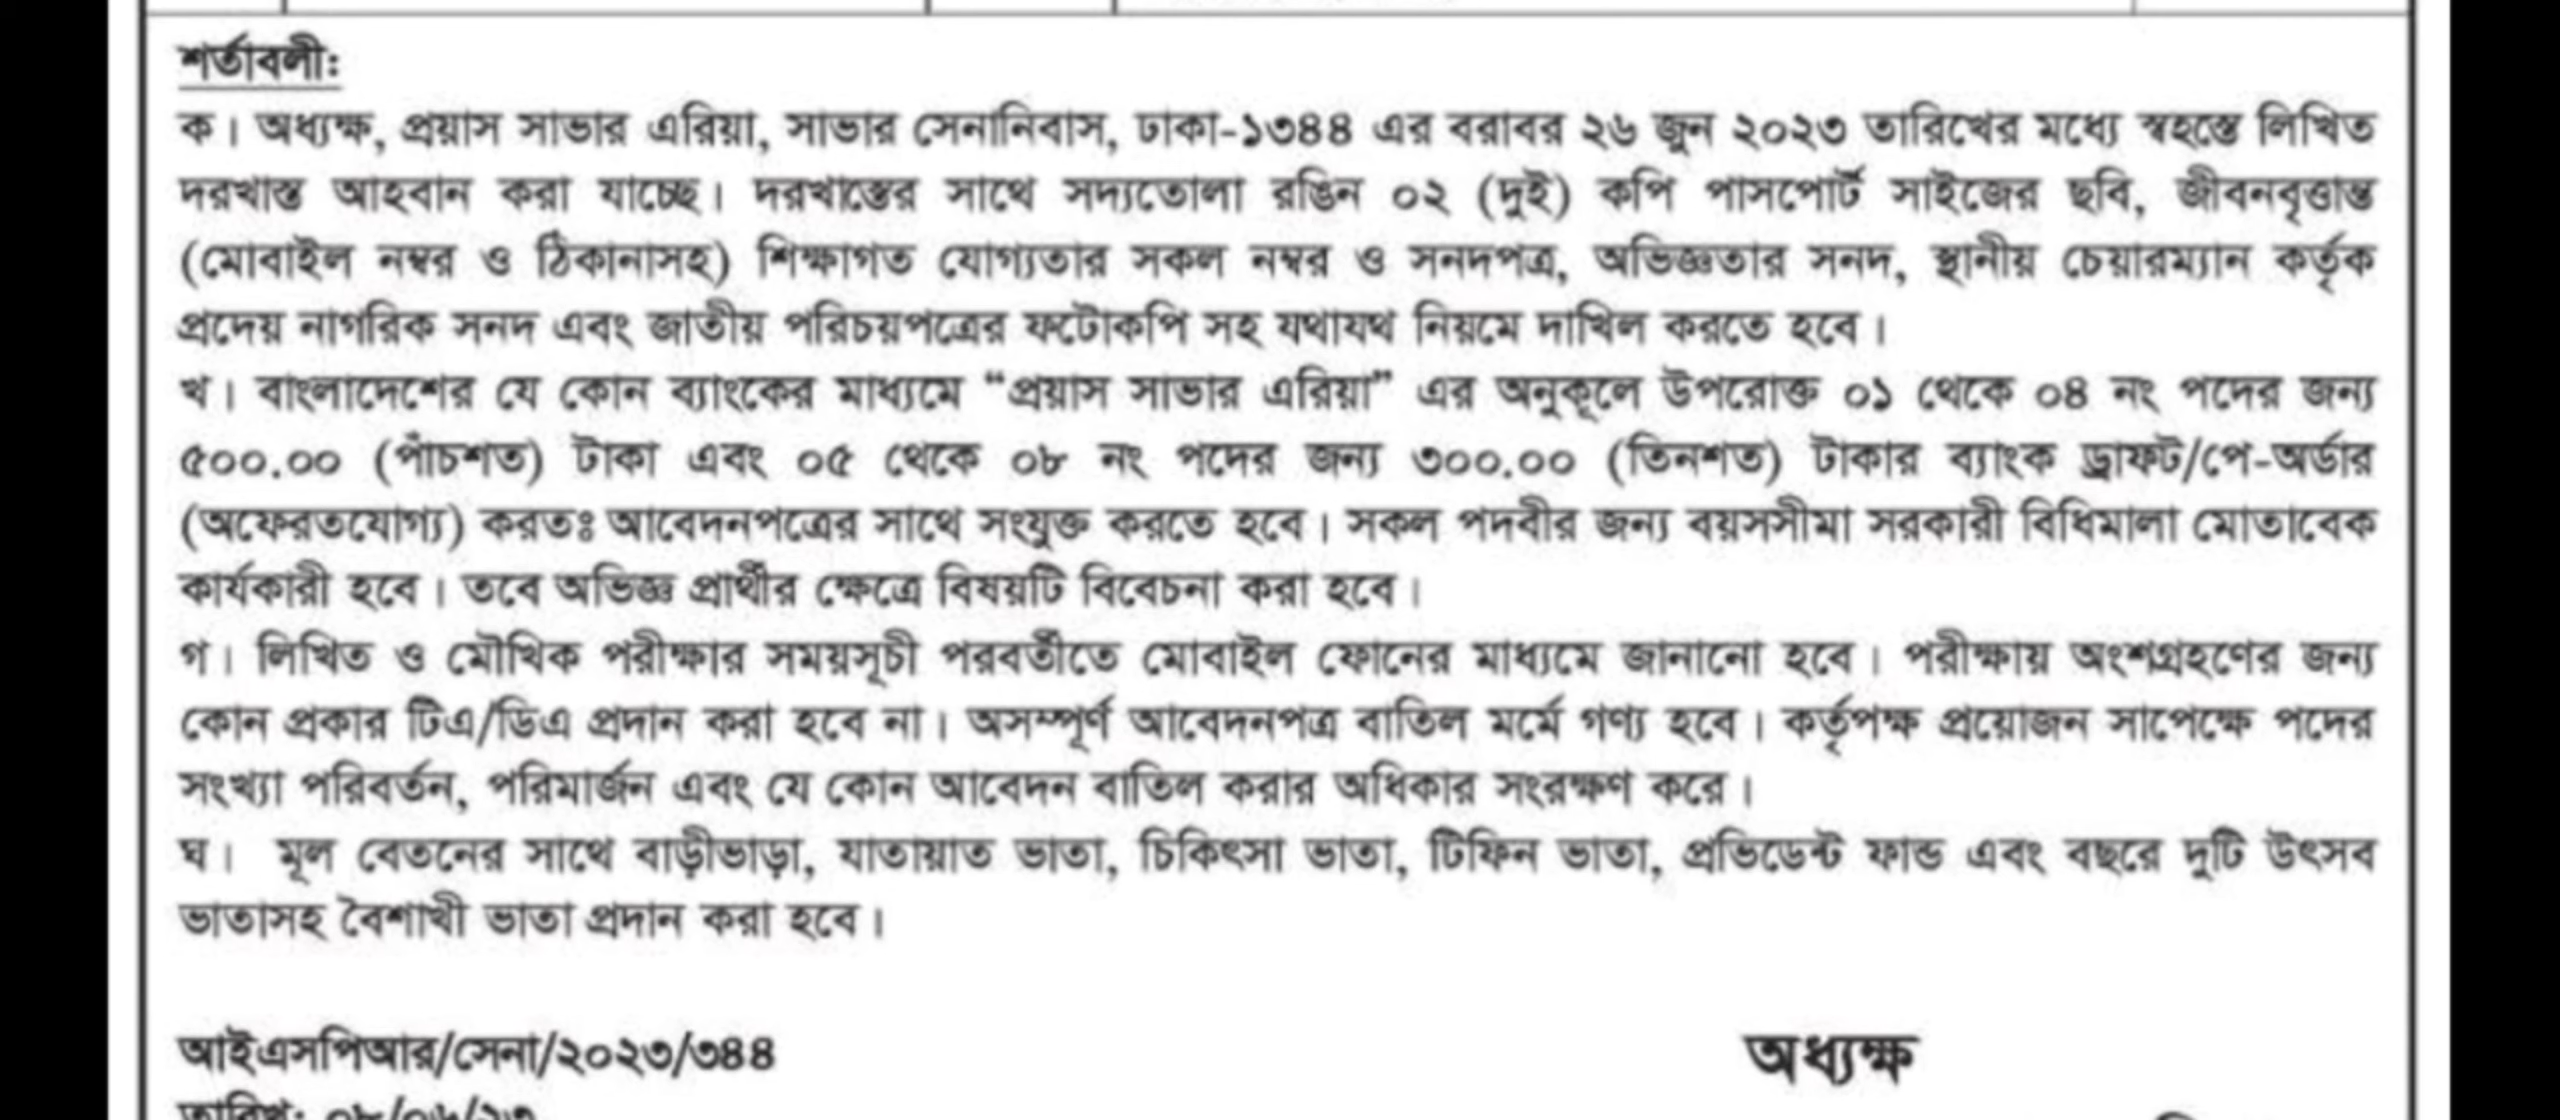 শর্তাবলীঃ
ক। অধ্যক্ষ, প্রয়াস সাভার এরিয়া, সাভার সেনানিবাস, ঢাকা-১৩৪৪ এর বরাবর ২৬ জুন ২০২৩ তারিখের মধ্যে স্বহস্তে লিখিত
দরখাস্ত আহবান করা যাচ্ছে। দরখাস্তের সাথে সদ্যতোলা রঙিন ০২ (দুই) কপি পাসপোর্ট সাইজের ছবি, জীবনবৃত্তান্ত
(মোবাইল নম্বর ও ঠিকানাসহ) শিক্ষাগত যোগ্যতার সকল নম্বর ও সনদপত্র, অভিজ্ঞতার সনদ, স্থানীয় চেয়ারম্যান কর্তৃক
প্রদেয় নাগরিক সনদ এবং জাতীয় পরিচয়পত্রের ফটোকপি সহ যথাযথ নিয়মে দাখিল করতে হবে।
খ। বাংলাদেশের যে কোন ব্যাংকের মাধ্যমে “প্রয়াস সাভার এরিয়া” এর অনুকূলে উপরোক্ত ০১ থেকে ০৪ নং পদের জন্য
৫০০.০০ (পাঁচশত) টাকা এবং ০৫ থেকে ০৮ নং পদের জন্য ৩০০.০০ (তিনশত) টাকার ব্যাংক ড্রাফট/পে-অর্ডার
(অফেরতযোগ্য) করতঃ আবেদনপত্রের সাথে সংযুক্ত করতে হবে। সকল পদবীর জন্য বয়সসীমা সরকারী বিধিমালা মোতাবেক
কার্যকারী হবে। তবে অভিজ্ঞ প্রার্থীর ক্ষেত্রে বিষয়টি বিবেচনা করা হবে।
গ। লিখিত ও মৌখিক পরীক্ষার সময়সূচী পরবর্তীতে মোবাইল ফোনের মাধ্যমে জানানো হবে। পরীক্ষায় অংশগ্রহণের জন্য
কোন প্রকার টিএ/ডিএ প্রদান করা হবে না। অসম্পূর্ণ আবেদনপত্র বাতিল মর্মে গণ্য হবে। কর্তৃপক্ষ প্রয়োজন সাপেক্ষে পদের
সংখ্যা পরিবর্তন, পরিমার্জন এবং যে কোন আবেদন বাতিল করার অধিকার সংরক্ষণ করে।
ঘ। মূল বেতনের সাথে বাড়ীভাড়া, যাতায়াত ভাতা, চিকিৎসা ভাতা, টিফিন ভাতা, প্রভিডেন্ট ফান্ড এবং বছরে দুটি উৎসব
ভাতাসহ বৈশাখী ভাতা প্রদান করা হবে।
আইএসপিআর/সেনা/২০২৩/৩৪৪
অধ্যক্ষ
তারিখ: ০৮/০৬/২৩